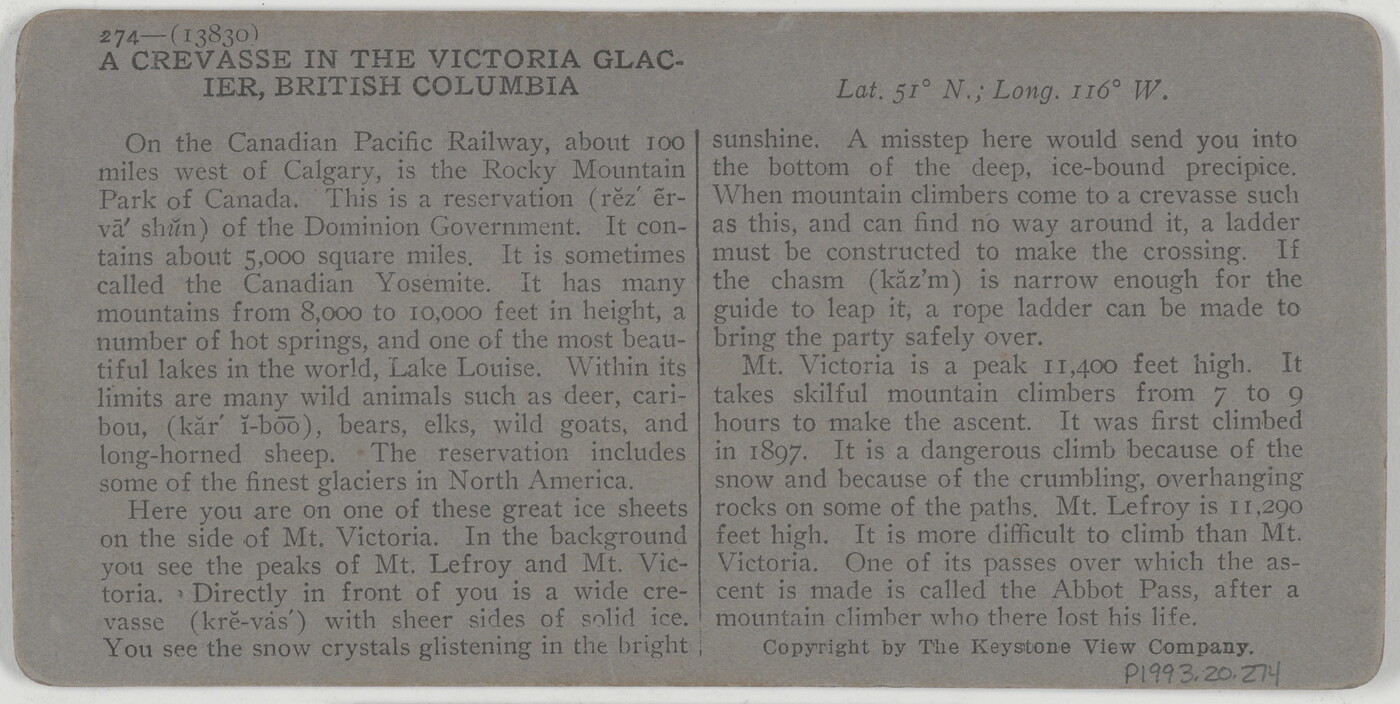 274—(13830)
A CREVASSE IN THE VICTORIA GLAC-
IER, BRITISH COLUMBIA
Lat. 51° N.; Long. 116° W.
On the Canadian Pacific Railway, about 100
miles west of Calgary, is the Rocky Mountain
Park of Canada. This is a reservation (rĕz′ ẽr-
vā′ shŭn) of the Dominion Government. It con-
tains about 5,000 square miles. It is sometimes
called the Canadian Yosemite. It has many
mountains from 8,000 to 10,000 feet in height, a
number of hot springs, and one of the most beau-
tiful lakes in the world, Lake Louise. Within its
limits are many wild animals such as deer, cari-
bou, (kăr′ ĭ-bo͞o), bears, elks, wild goats, and
long-horned sheep. The reservation includes
some of the finest glaciers in North America.
Here you are on one of these great ice sheets
on the side of Mt. Victoria. In the background
you see the peaks of Mt. Lefroy and Mt. Vic-
toria. Directly in front of you is a wide cre-
vasse (krĕ-vás′) with sheer sides of solid ice.
You see the snow crystals glistening in the bright
sunshine. A misstep here would send you into
the bottom of the deep, ice-bound precipice.
When mountain climbers come to a crevasse such
as this, and can find no way around it, a ladder
must be constructed to make the crossing. If
the chasm (kăz'm) is narrow enough for the
guide to leap it, a rope ladder can be made to
bring the party safely over.
Mt. Victoria is a peak 11,400 feet high. It
takes skilful mountain climbers from 7 to 9
hours to make the ascent. It was first climbed
in 1897. It is a dangerous climb because of the
snow and because of the crumbling, overhanging
rocks on some of the paths. Mt. Lefroy is 11,290
feet high. It is more difficult to climb than Mt.
Victoria. One of its passes over which the as-
cent is made is called the Abbot Pass, after a
mountain climber who there lost his life.
Copyright by The Keystone View Company.
P1993.20.274